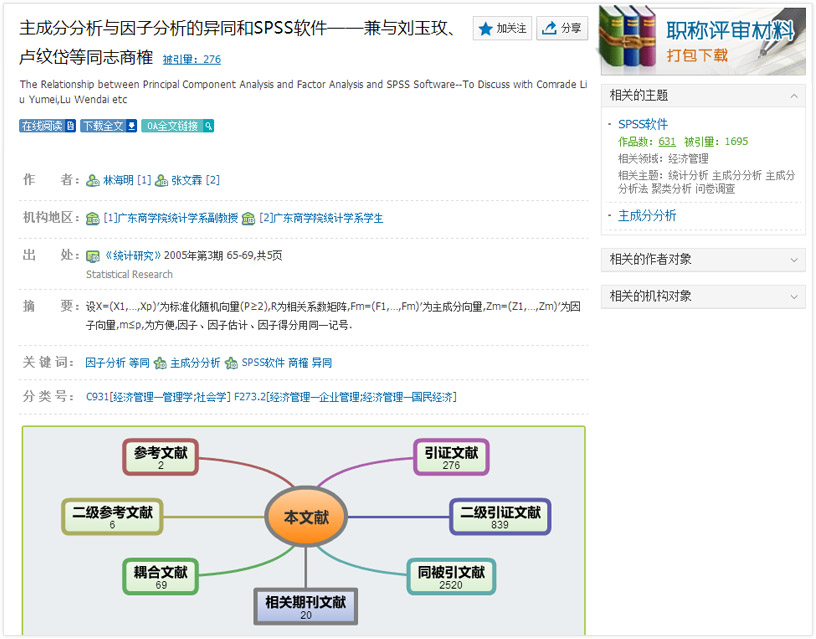 主成分分析与因子分析的异同和SPSS软件——兼与刘玉玫、
卢纹岱等同志商榷 被引量：276
加关注
分享
The Relationship between Principal Component Analysis and Factor Analysis and SPSS Software--To Discuss with Comrade Li
u Yumei,Lu Wendai etc
在线阅读 下载全文 OA全文链接
作 者： 林海明 [1] 张文霖 [2]
机构地区： [1]广东商学院统计学系副教授 [2]广东商学院统计学系学生
出 处： 《统计研究》2005年第3期 65-69,共5页
Statistical Research
摘 要： 设X=(X1,…,Xp)′为标准化随机向量(P≥2),R为相关系数矩阵,Fm=(F1,…,Fm)′为主成分向量,Zm=(Z1,…,Zm)′为因
子向量,m≤p,为方便,因子、因子估计、因子得分用同一记号.
关键词： 因子分析 等同 主成分分析 SPSS软件 商榷 异同
分类号： C931[经济管理—管理学;社会学] F273.2[经济管理—企业管理;经济管理—国民经济]
参考文献
2
引证文献
276
二级参考文献
6
本文献
二级引证文献
839
耦合文献
69
同被引文献
2520
相关期刊文献
20
职称评审材料
打包下载
相关的主题
· SPSS软件
作品数：631 被引量：1695
相关领域：经济管理
相关主题：统计分析 主成分分析 主成分
分析法 聚类分析 问卷调查
· 主成分分析
相关的作者对象
相关的机构对象